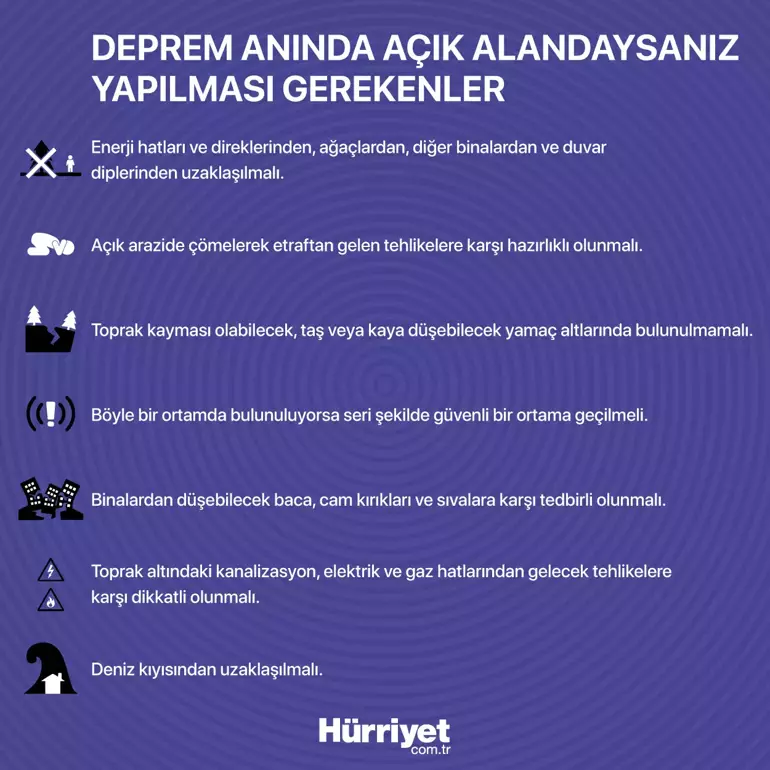 DEPREM ANINDA AÇIK ALANDAYSANIZ
YAPILMASI GEREKENLER
Enerji hatları ve direklerinden, ağaçlardan, diğer binalardan ve duvar
diplerinden uzaklaşılmalı.
Açık arazide çömelerek etraftan gelen tehlikelere karşı hazırlıklı olunmalı.
Toprak kayması olabilecek, taş veya kaya düşebilecek yamaç altlarında bulunulmamalı.
Böyle bir ortamda bulunuluyorsa seri şekilde güvenli bir ortama geçilmeli.
Binalardan düşebilecek baca, cam kırıkları ve sıvalara karşı tedbirli olunmalı.
Toprak altındaki kanalizasyon, elektrik ve gaz hatlarından gelecek tehlikelere
karşı dikkatli olunmalı.
Deniz kıyısından uzaklaşılmalı.
Hürriyet
com.tr